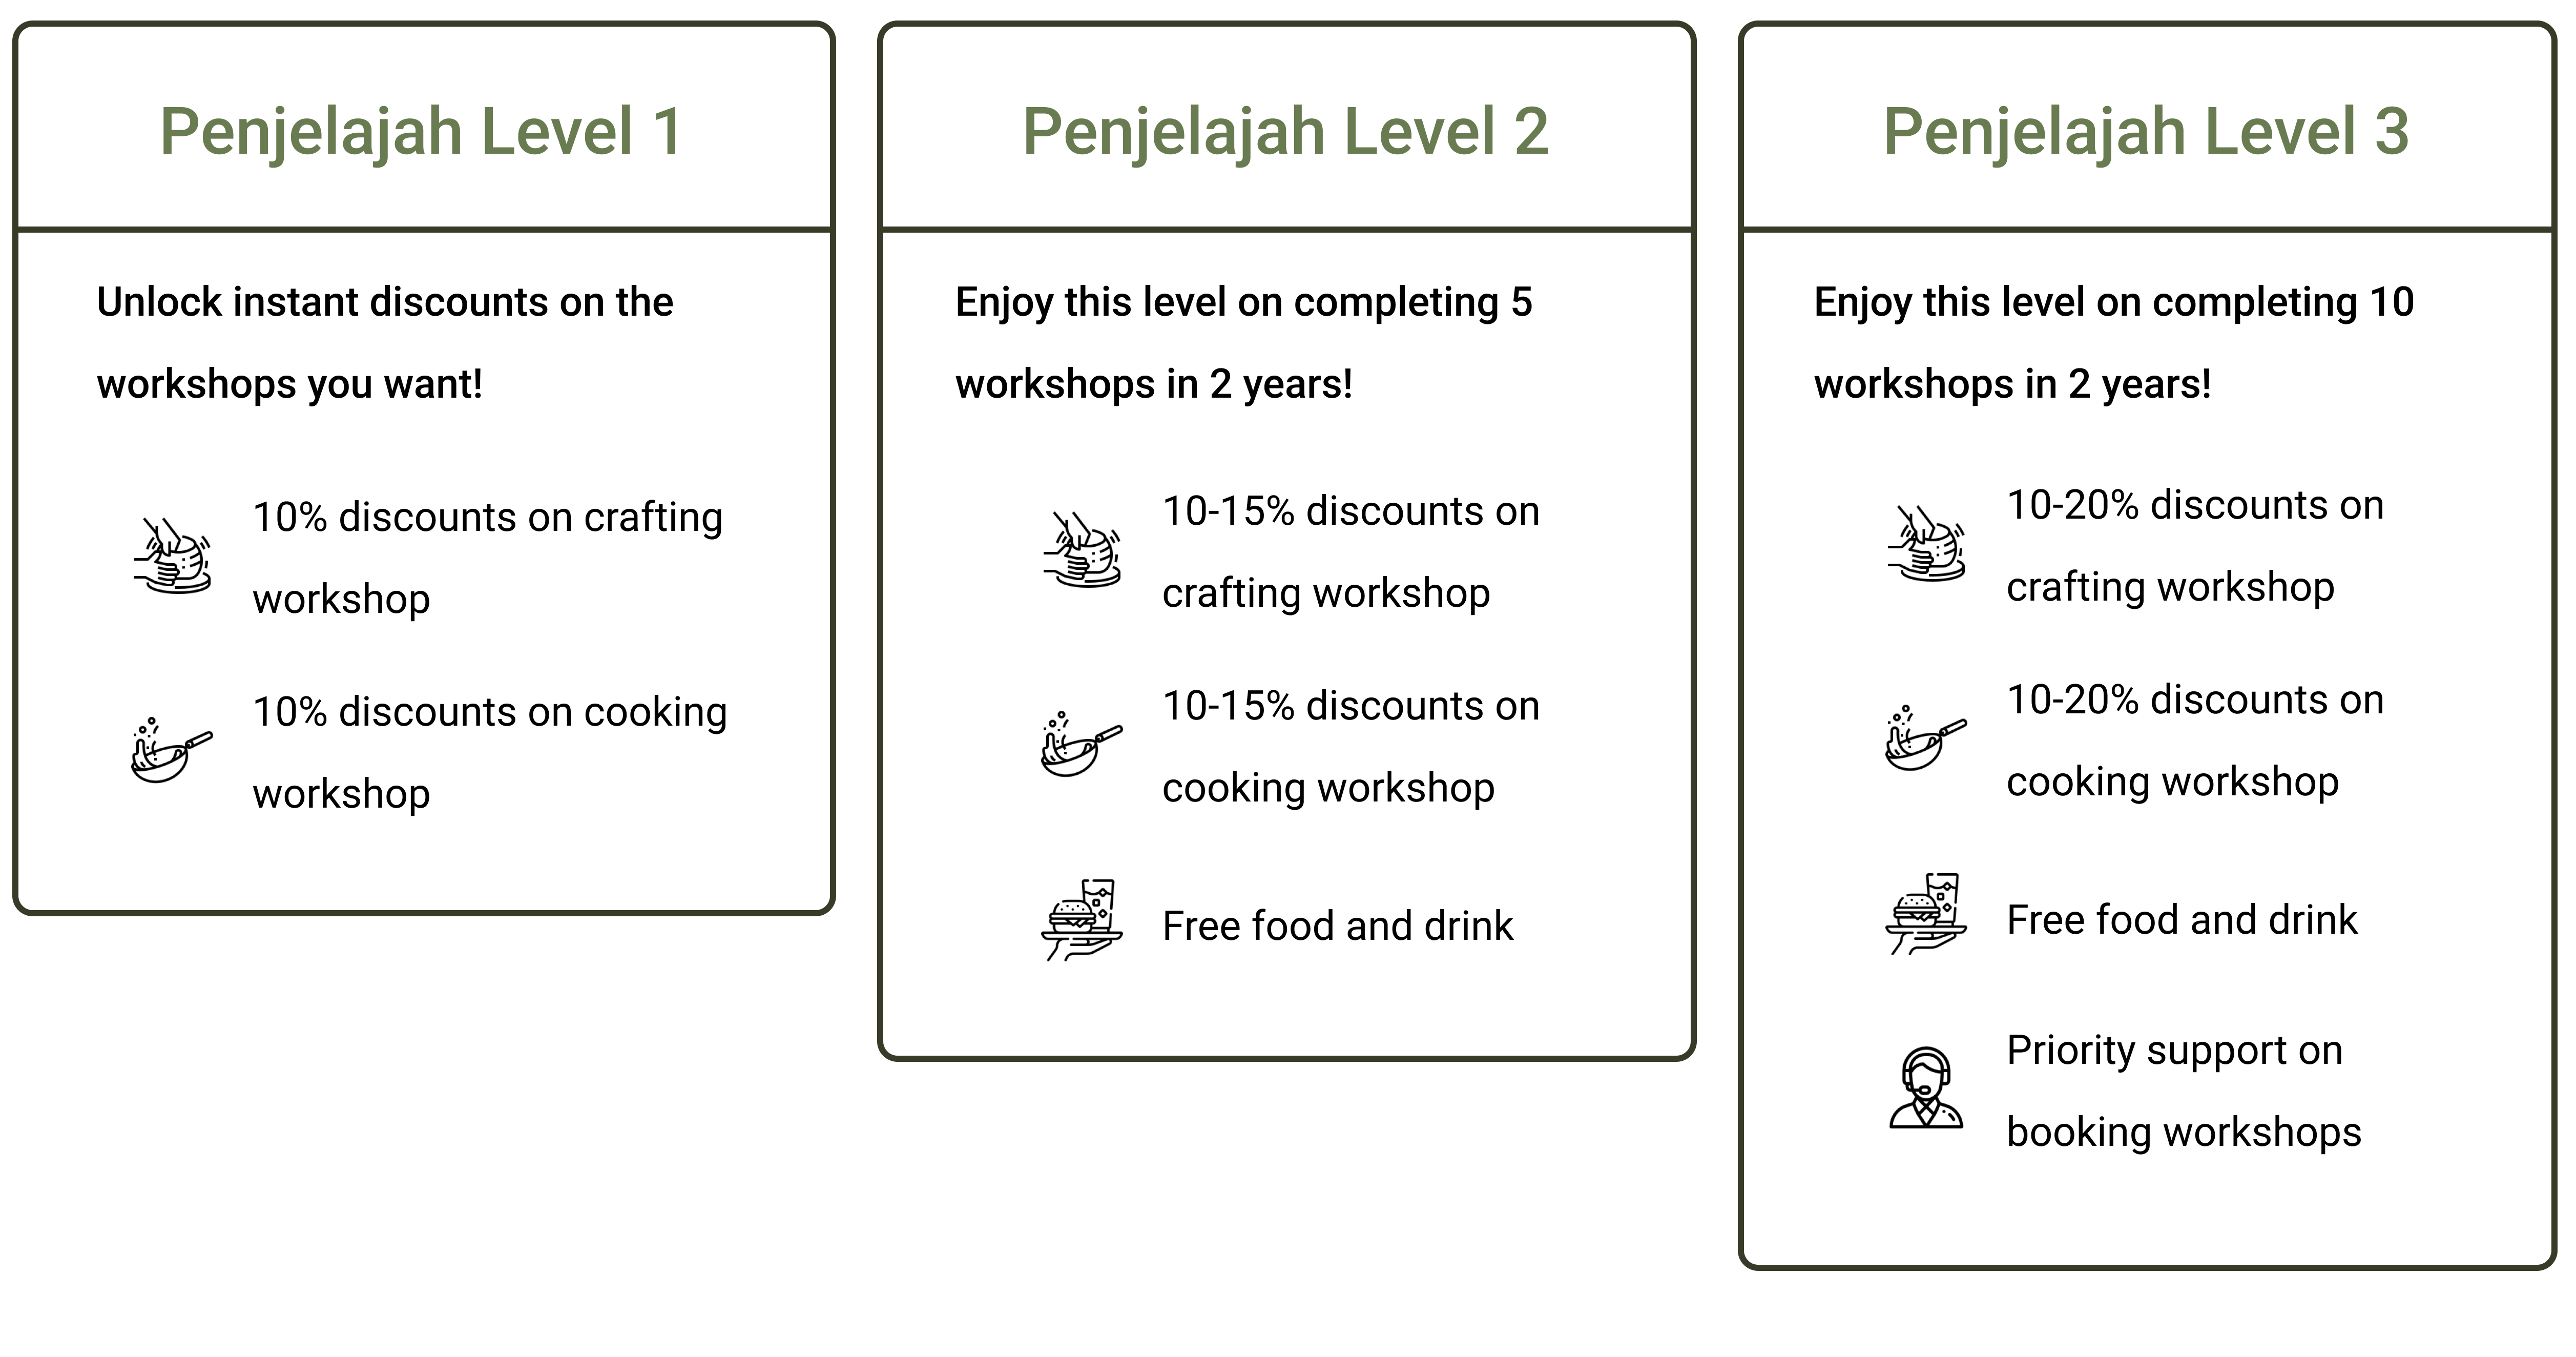 Penjelajah Level 1
Unlock instant discounts on the
workshops you want!
10% discounts on crafting
workshop
10% discounts on cooking
workshop
Penjelajah Level 2
Enjoy this level on completing 5
workshops in 2 years!
10-15% discounts on
crafting workshop
10-15% discounts on
cooking workshop
Free food and drink
Penjelajah Level 3
Enjoy this level on completing 10
workshops in 2 years!
10-20% discounts on
crafting workshop
10-20% discounts on
cooking workshop
Free food and drink
Priority support on
booking workshops